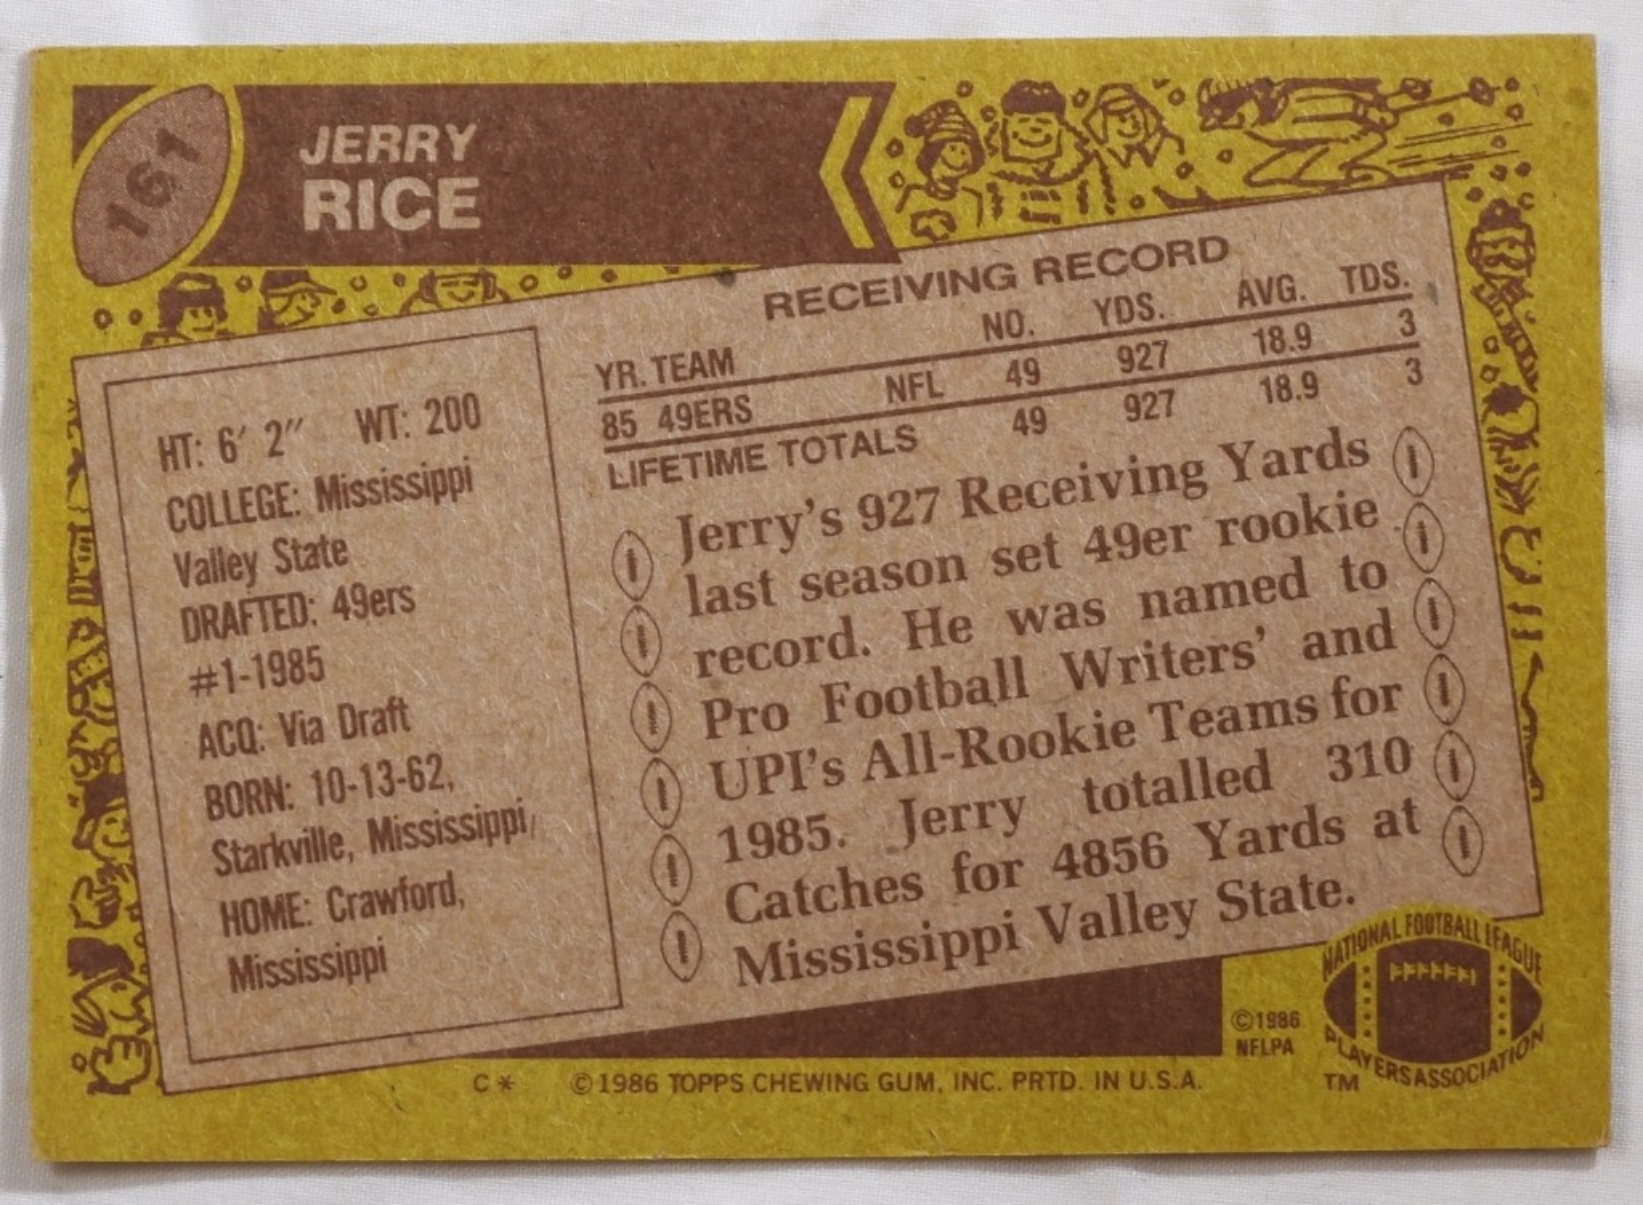 161
JERRY
RICE
RECEIVING RECORD
YR. TEAM NO. YDS. AVG. TDS.
85 49ERS NFL 49 927 18.9 3
LIFETIME TOTALS 49 927 18.9 3
HT: 6′ 2″ WT: 200
COLLEGE: Mississippi
Valley State
DRAFTED: 49ers
#1-1985
ACQ: Via Draft
BORN: 10-13-62,
Starkville, Mississippi,
HOME: Crawford,
Mississippi
Jerry's 927 Receiving Yards
last season set 49er rookie
record. He was named to
Pro Football Writers' and
UPI's All-Rookie Teams for
1985. Jerry totalled 310
Catches for 4856 Yards at
Mississippi Valley State.
©1986
NFLPA
NATIONAL FOOTBALL LEAGUE
PLAYERS ASSOCIATION
TM
C* ©1986 TOPPS CHEWING GUM, INC. PRTD. IN U.S.A.